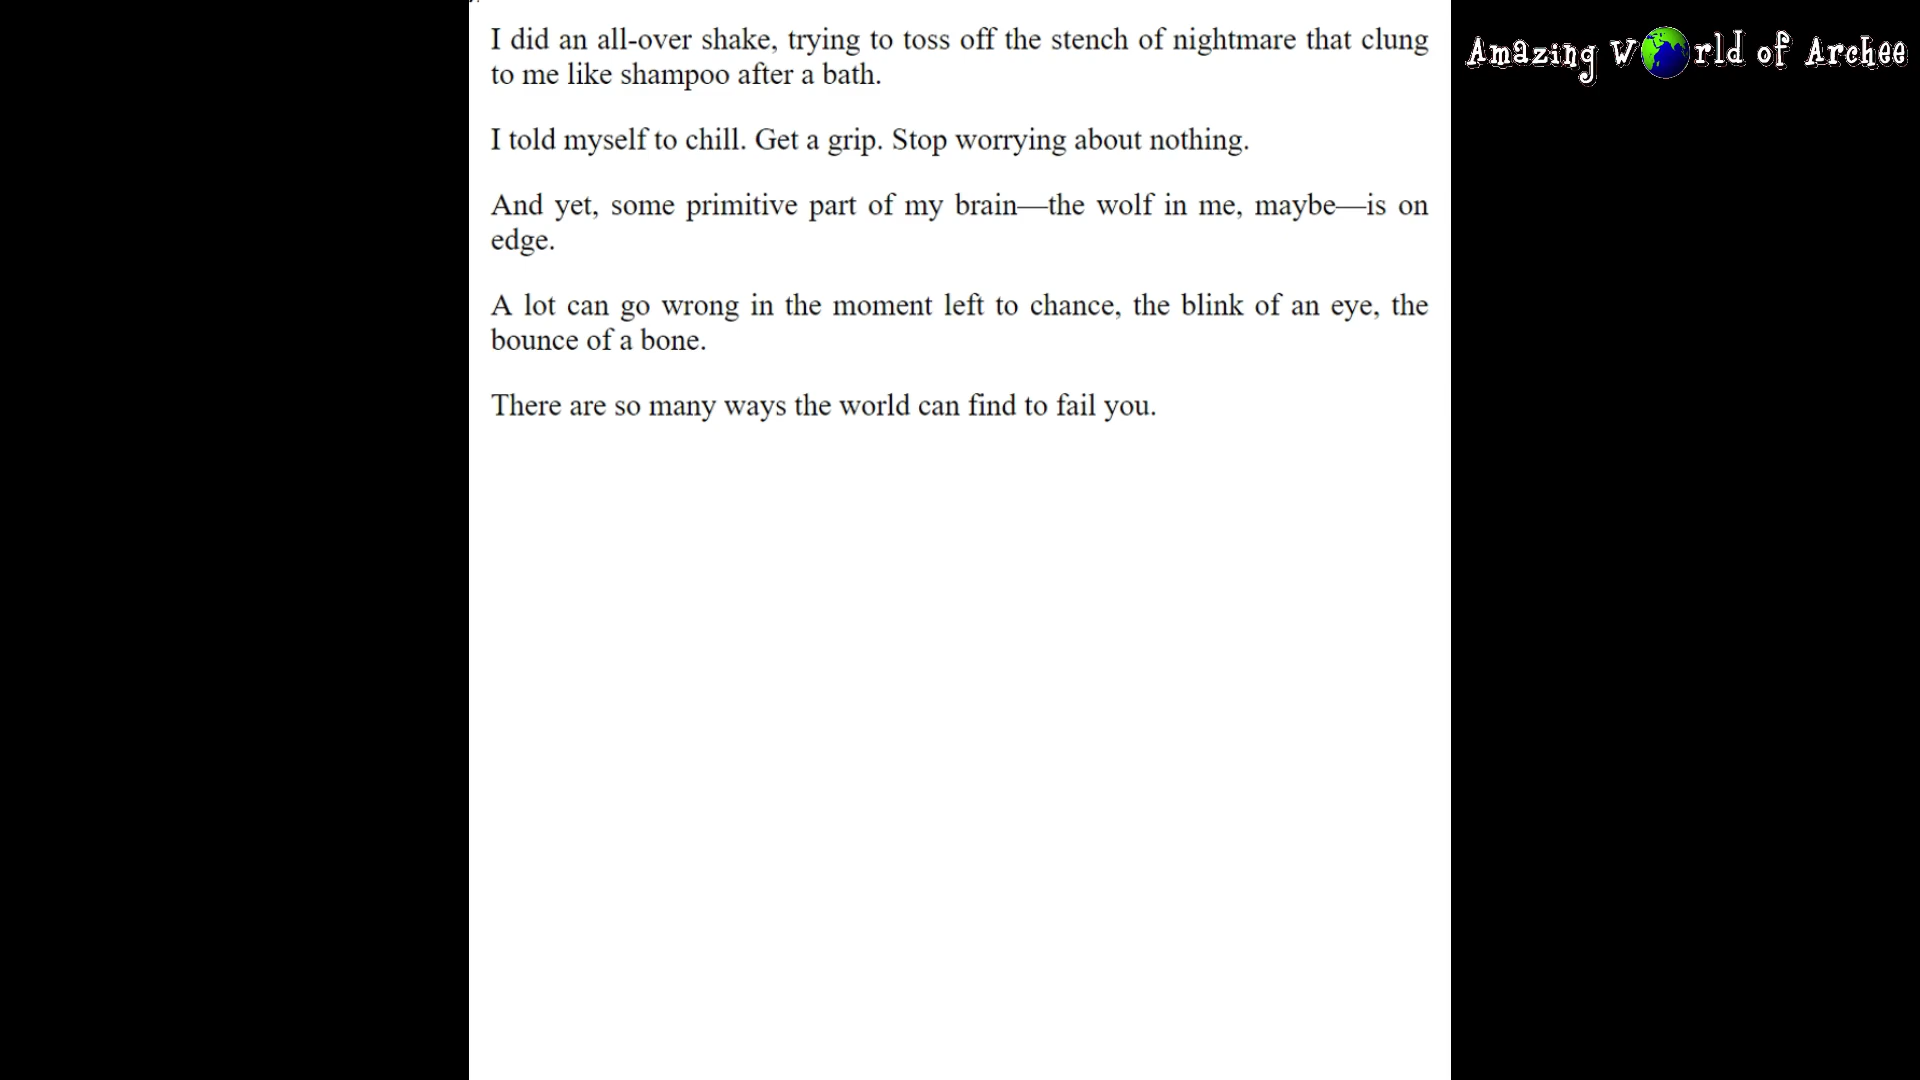 I did an all-over shake, trying to toss off the stench of nightmare that clung
to me like shampoo after a bath.
I told myself to chill. Get a grip. Stop worrying about nothing.
And yet, some primitive part of my brain—the wolf in me, maybe—is on
edge.
A lot can go wrong in the moment left to chance, the blink of an eye, the
bounce of a bone.
There are so many ways the world can find to fail you.
Amazing World of Archee